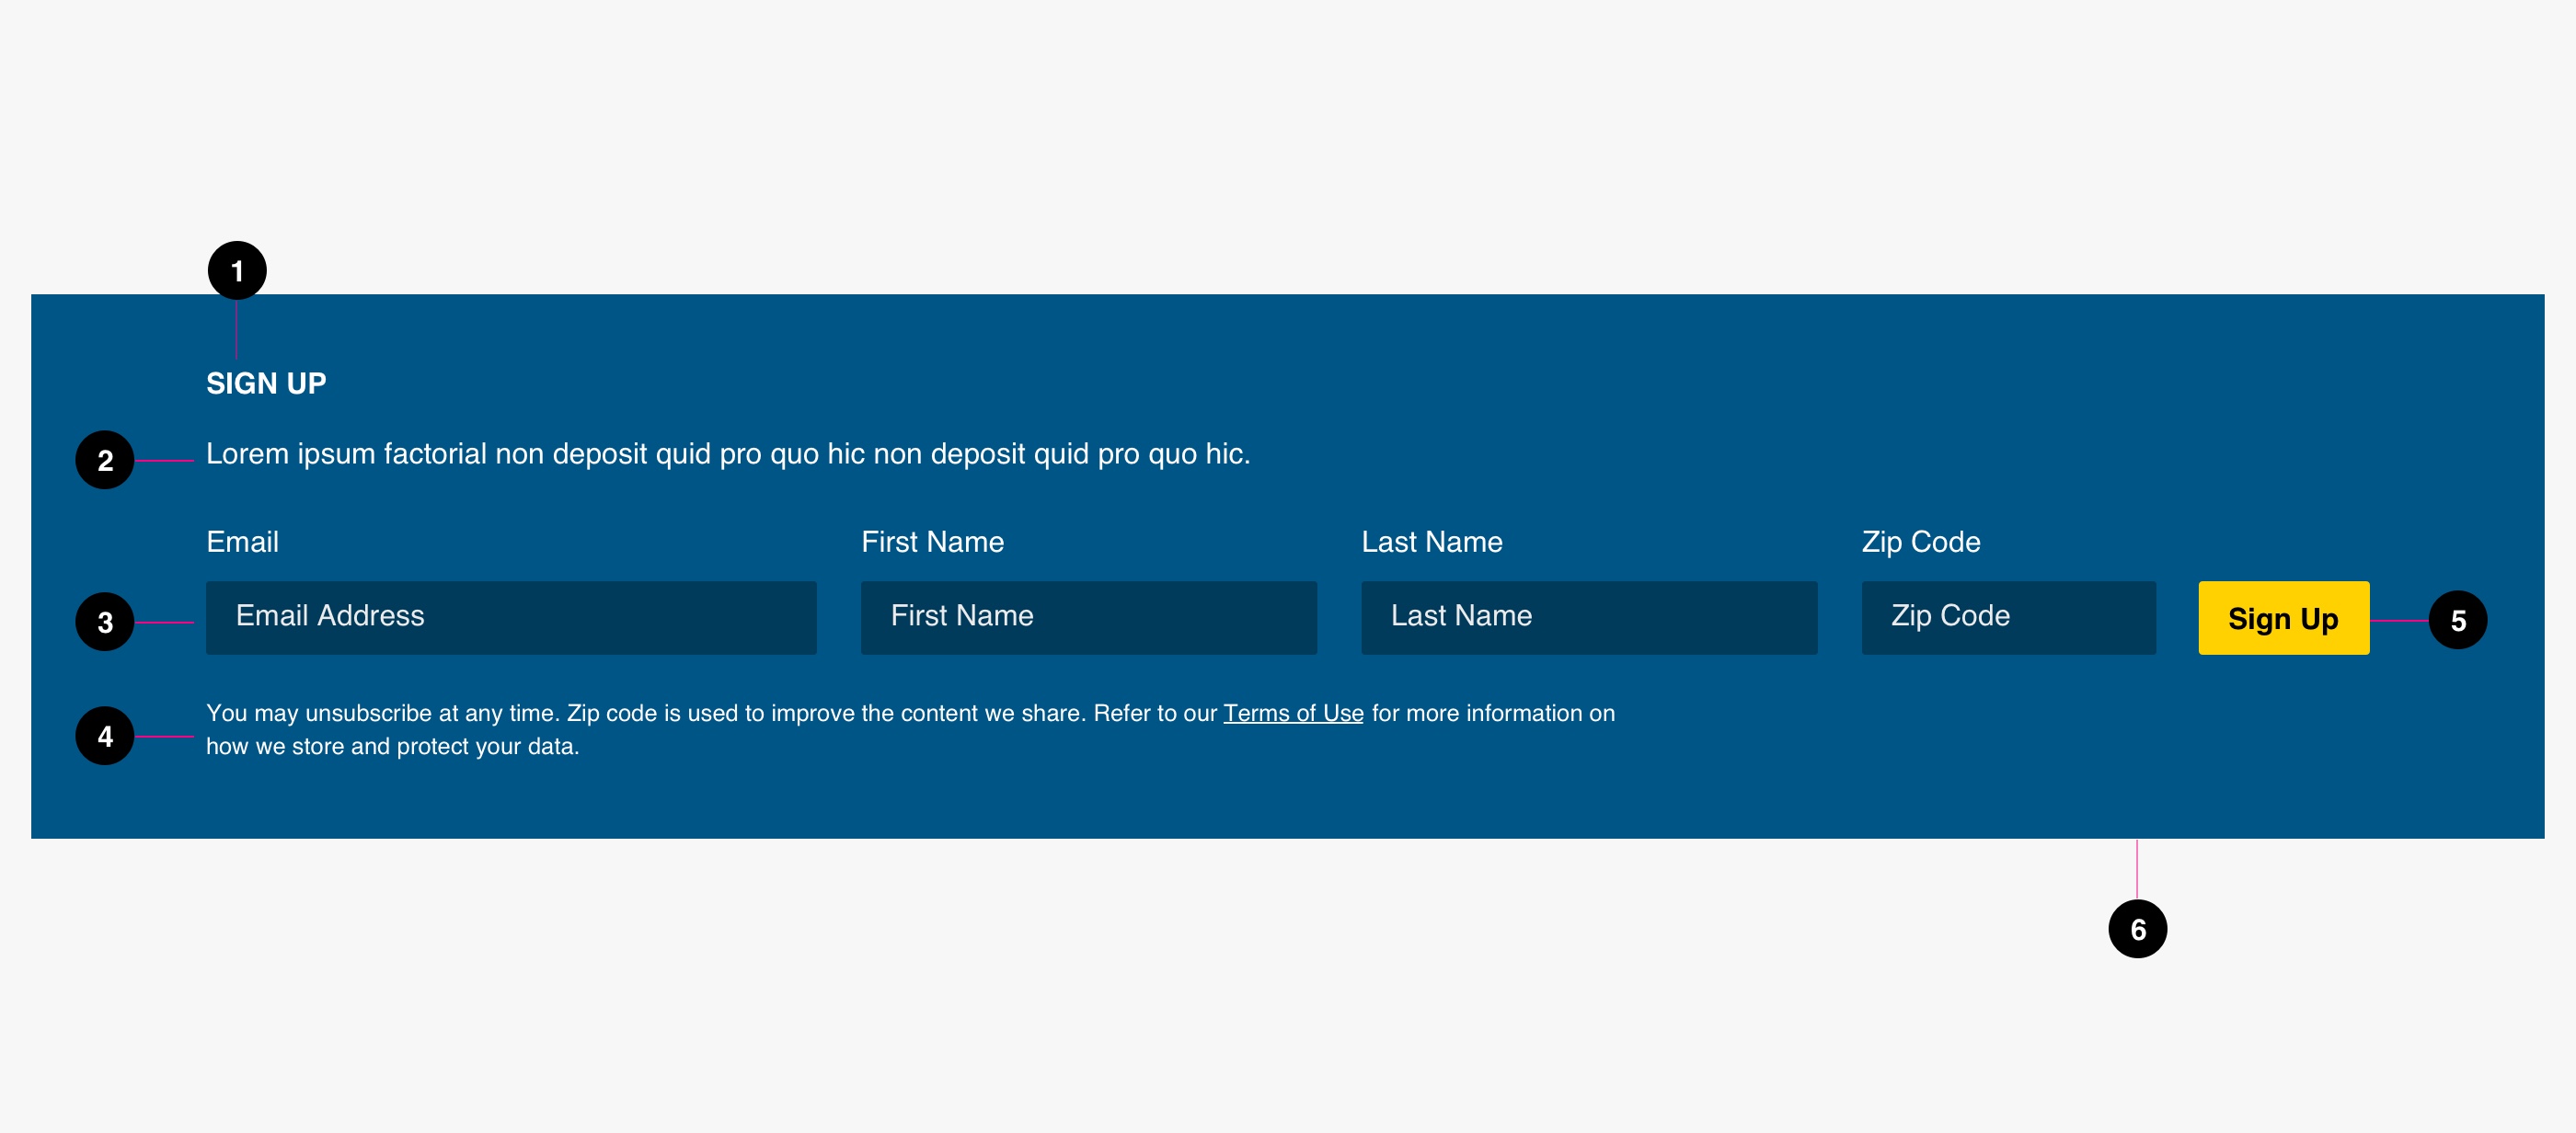 1
SIGN UP
2
Lorem ipsum factorial non deposit quid pro quo hic non deposit quid pro quo hic.
Email First Name Last Name Zip Code
3 Email Address First Name Last Name Zip Code Sign Up 5
4
You may unsubscribe at any time. Zip code is used to improve the content we share. Refer to our Terms of Use for more information on
how we store and protect your data.
6